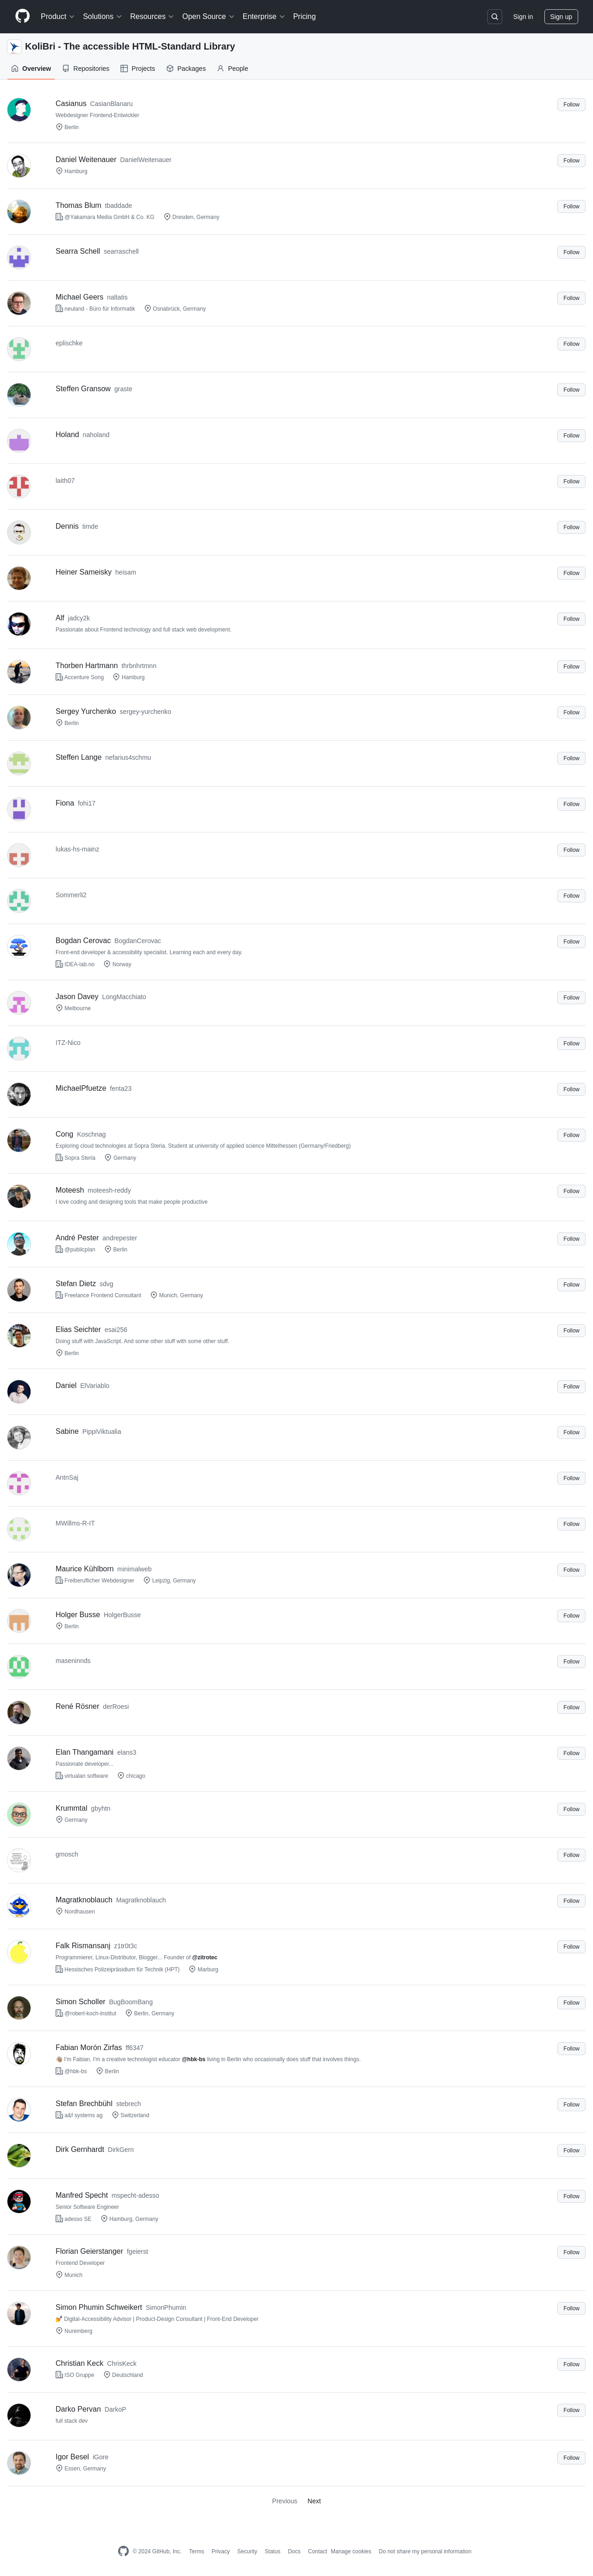 Product Solutions Resources Open Source Enterprise Pricing Sign in Sign up
KoliBri - The accessible HTML-Standard Library
Overview Repositories Projects Packages People
Casianus CasianBlanaru Follow
Webdesigner Frontend-Entwickler
Berlin
Daniel Weitenauer DanielWeitenauer Follow
Hamburg
Thomas Blum tbaddade Follow
@Yakamara Media GmbH & Co. KG Dresden, Germany
Searra Schell searraschell Follow
Michael Geers naltatis Follow
neuland - Büro für Informatik Osnabrück, Germany
eplischke Follow
Steffen Gransow graste Follow
Holand naholand Follow
laith07 Follow
Dennis timde Follow
Heiner Sameisky heisam Follow
Alf jadcy2k Follow
Passionate about Frontend technology and full stack web development.
Thorben Hartmann thrbnhrtmnn Follow
Accenture Song Hamburg
Sergey Yurchenko sergey-yurchenko Follow
Berlin
Steffen Lange nefarius4schmu Follow
Fiona fohi17 Follow
lukas-hs-mainz Follow
Sommerli2 Follow
Bogdan Cerovac BogdanCerovac Follow
Front-end developer & accessibility specialist. Learning each and every day.
IDEA-lab.no Norway
Jason Davey LongMacchiato Follow
Melbourne
ITZ-Nico Follow
MichaelPfuetze fenta23 Follow
Cong Koschnag Follow
Exploring cloud technologies at Sopra Steria. Student at university of applied science Mittelhessen (Germany/Friedberg)
Sopra Steria Germany
Moteesh moteesh-reddy Follow
I love coding and designing tools that make people productive
André Pester andrepester Follow
@publicplan Berlin
Stefan Dietz sdvg Follow
Freelance Frontend Consultant Munich, Germany
Elias Seichter esai256 Follow
Doing stuff with JavaScript. And some other stuff with some other stuff.
Berlin
Daniel ElVariablo Follow
Sabine PippiViktualia Follow
AntnSaj Follow
MWillms-R-IT Follow
Maurice Kühlborn minimalweb Follow
Freiberuflicher Webdesigner Leipzig, Germany
Holger Busse HolgerBusse Follow
Berlin
maseninnds Follow
René Rösner derRoesi Follow
Elan Thangamani elans3 Follow
Passionate developer...
virtualan software chicago
Krummtal gbyhtn Follow
Germany
gmosch Follow
Magratknoblauch Magratknoblauch Follow
Nordhausen
Falk Rismansanj z1tr0t3c Follow
Programmierer, Linux-Distributor, Blogger... Founder of @zitrotec
Hessisches Polizeipräsidium für Technik (HPT) Marburg
Simon Scholler BugBoomBang Follow
@robert-koch-institut Berlin, Germany
Fabian Morón Zirfas ff6347 Follow
👋🏽 I'm Fabian, I'm a creative technologist educator @hbk-bs living in Berlin who occasionally does stuff that involves things.
@hbk-bs Berlin
Stefan Brechbühl stebrech Follow
a&f systems ag Switzerland
Dirk Gernhardt DirkGern Follow
Manfred Specht mspecht-adesso Follow
Senior Software Engineer
adesso SE Hamburg, Germany
Florian Geierstanger fgeierst Follow
Frontend Developer
Munich
Simon Phumin Schweikert SimonPhumin Follow
💅 Digital-Accessibility Advisor | Product-Design Consultant | Front-End Developer
Nuremberg
Christian Keck ChrisKeck Follow
ISO Gruppe Deutschland
Darko Pervan DarkoP Follow
full stack dev
Igor Besel iGore Follow
Essen, Germany
Previous Next
© 2024 GitHub, Inc. Terms Privacy Security Status Docs Contact Manage cookies Do not share my personal information